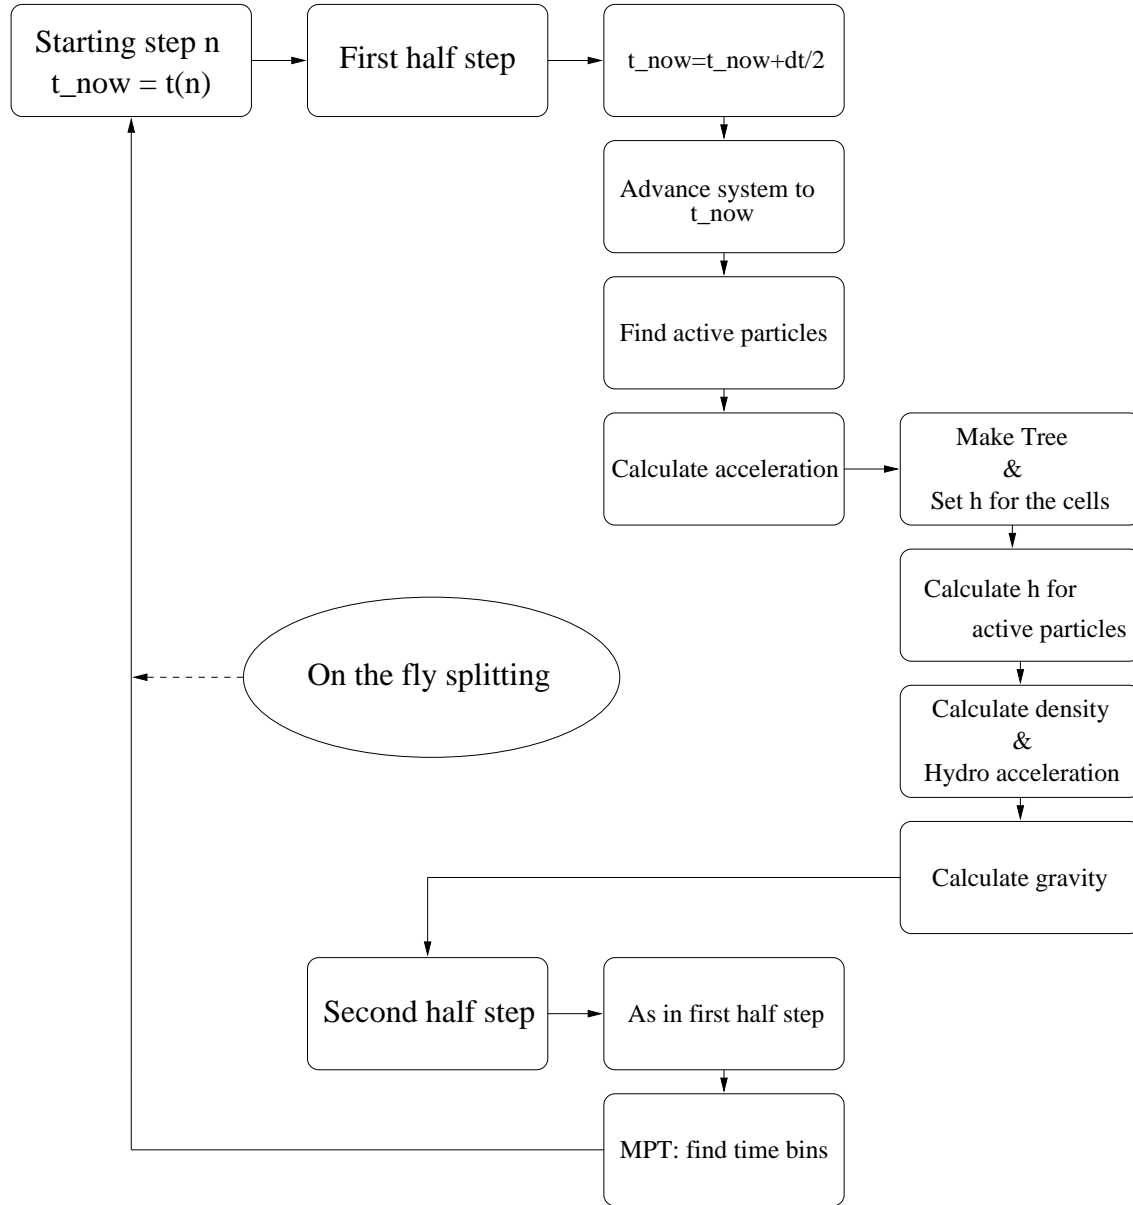 Starting step n
t_now = t(n)
First half step
t_now=t_now+dt/2
Advance system to
t_now
Find active particles
Calculate acceleration
Make Tree
&
Set h for the cells
Calculate h for
active particles
Calculate density
&
Hydro acceleration
Calculate gravity
On the fly splitting
Second half step
As in first half step
MPT: find time bins